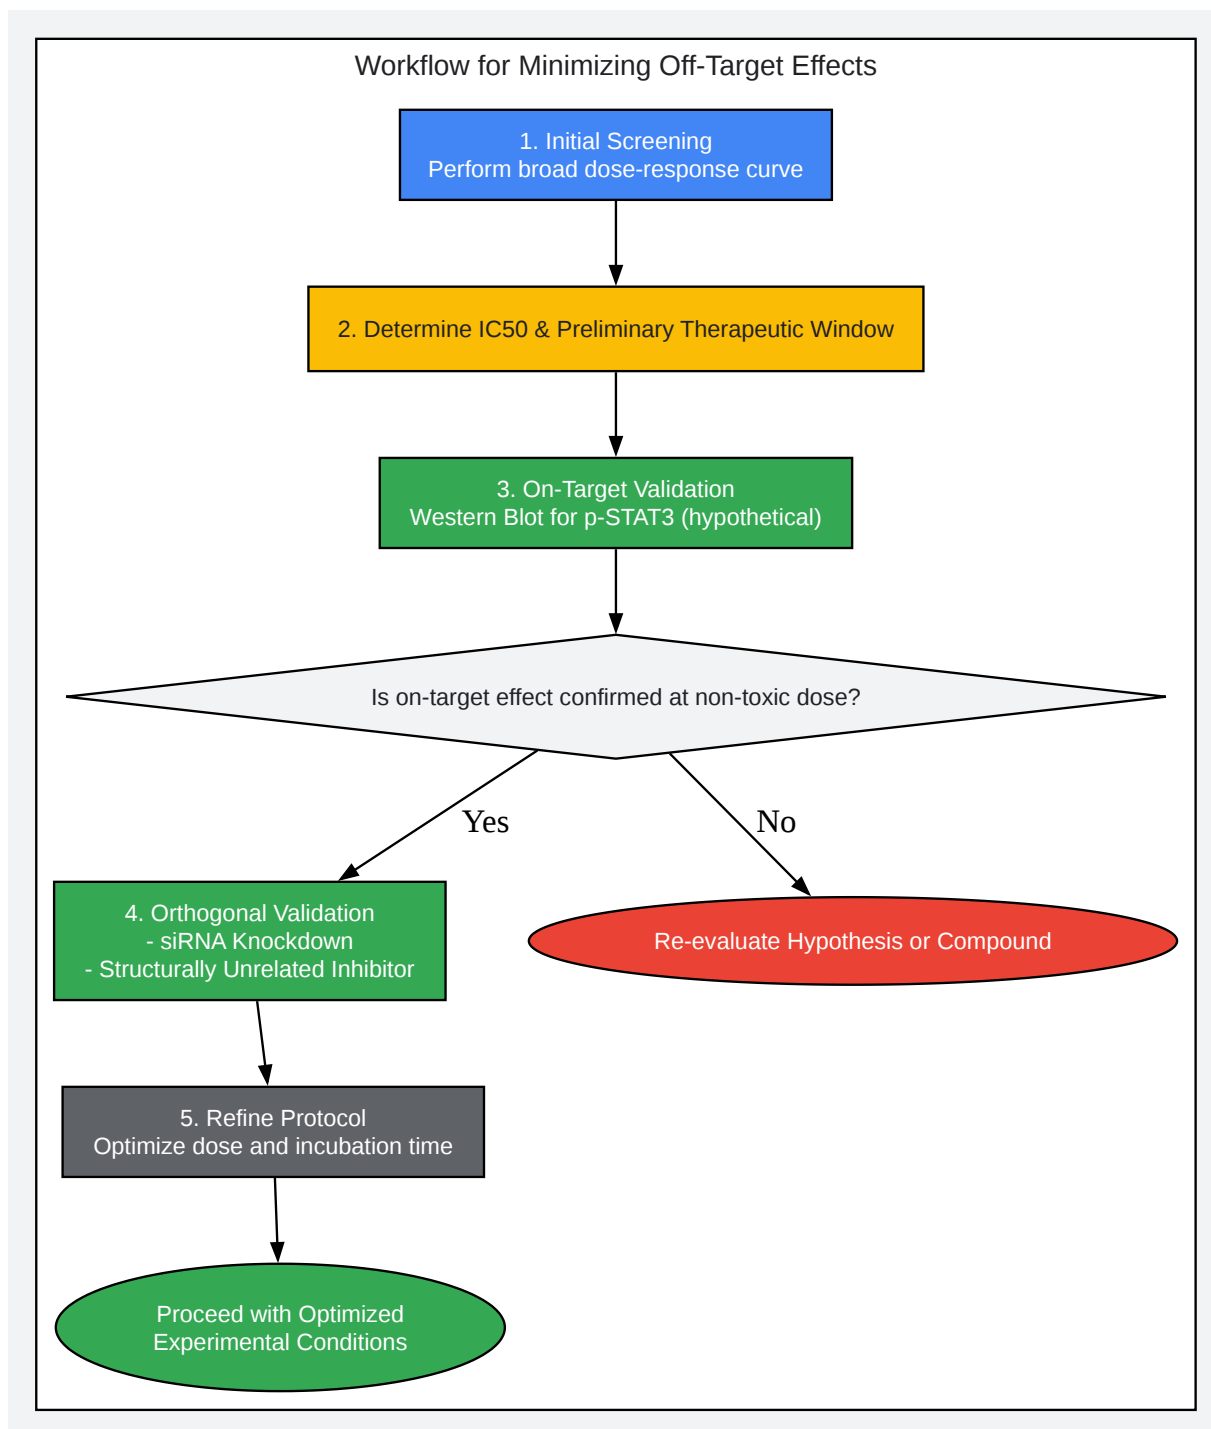 Workflow for Minimizing Off-Target Effects
1. Initial Screening
Perform broad dose-response curve
2. Determine IC50 & Preliminary Therapeutic Window
3. On-Target Validation
Western Blot for p-STAT3 (hypothetical)
Is on-target effect confirmed at non-toxic dose?
Yes
No
4. Orthogonal Validation
- siRNA Knockdown
- Structurally Unrelated Inhibitor
Re-evaluate Hypothesis or Compound
5. Refine Protocol
Optimize dose and incubation time
Proceed with Optimized
Experimental Conditions